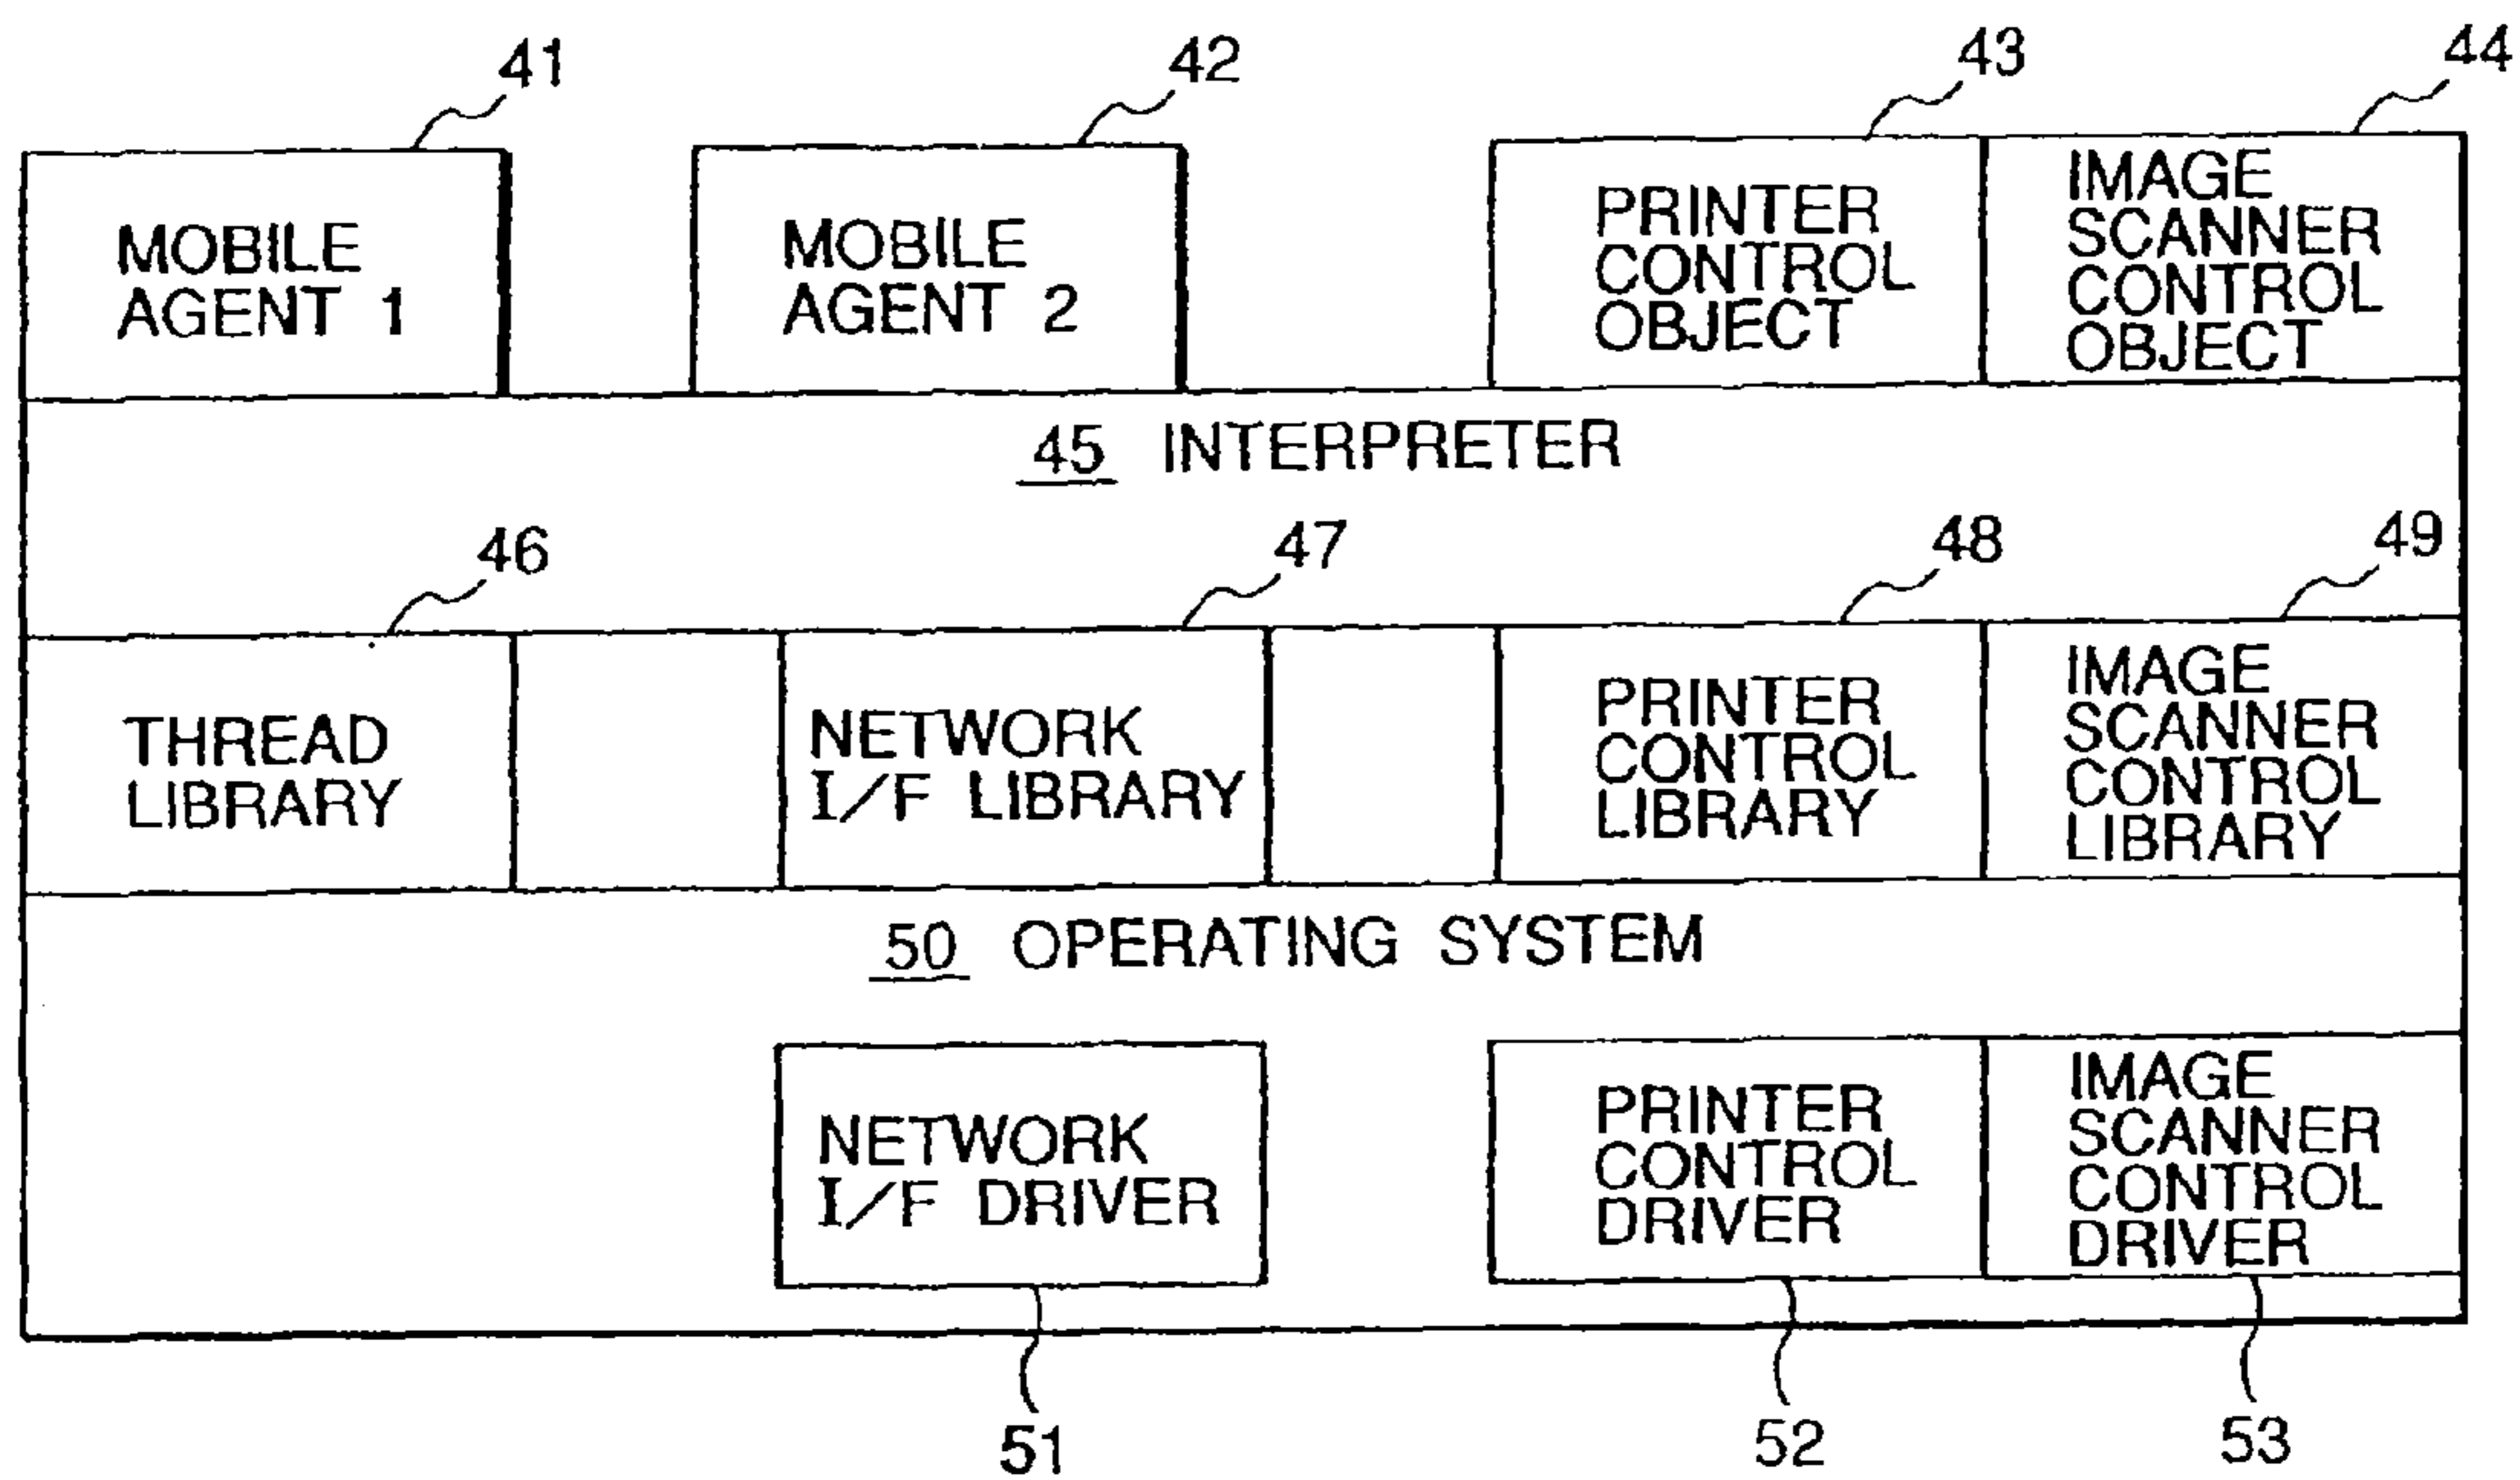 41
42
43
44
MOBILE
AGENT 1
MOBILE
AGENT 2
PRINTER
CONTROL
OBJECT
IMAGE
SCANNER
CONTROL
OBJECT
45 INTERPRETER
46
47
48
49
THREAD
LIBRARY
NETWORK
I/F LIBRARY
PRINTER
CONTROL
LIBRARY
IMAGE
SCANNER
CONTROL
LIBRARY
50 OPERATING SYSTEM
NETWORK
I/F DRIVER
PRINTER
CONTROL
DRIVER
IMAGE
SCANNER
CONTROL
DRIVER
51
52
53